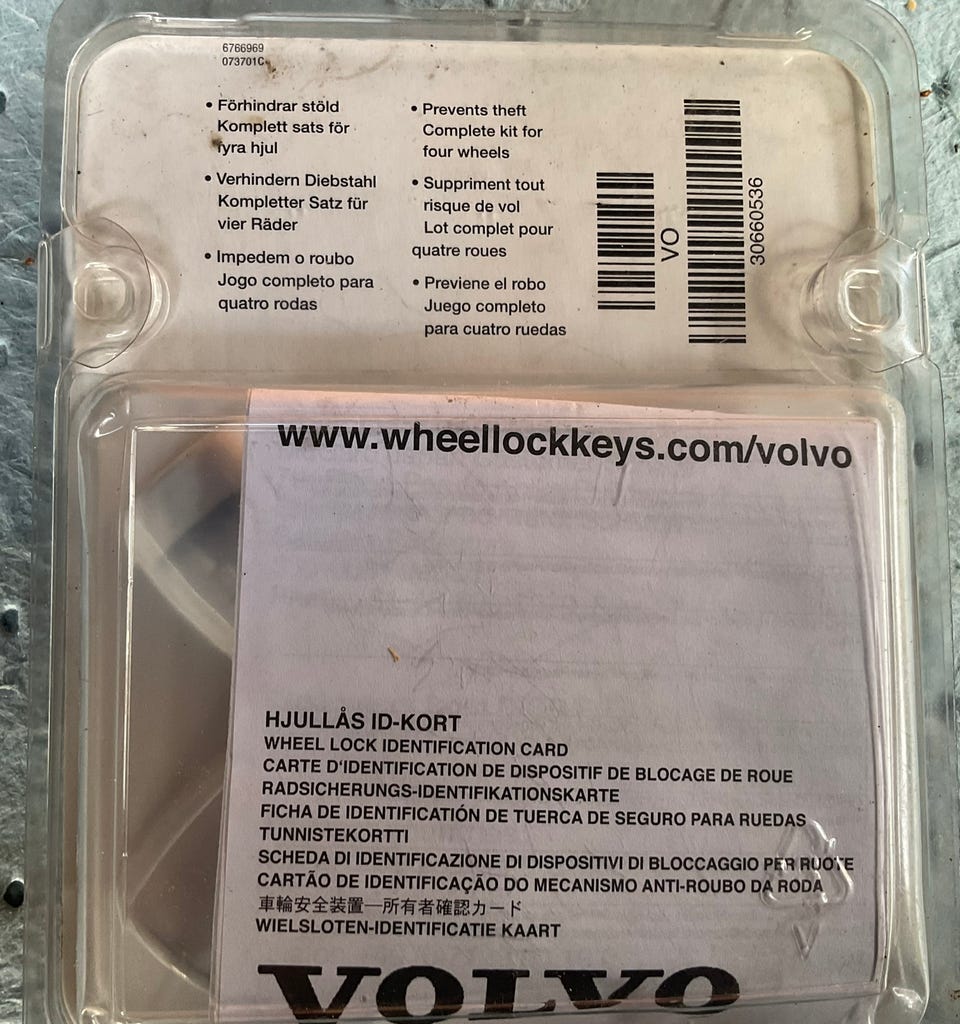 6766969
073701C
• Förhindrar stöld
Komplett sats för
fyra hjul
• Verhindern Diebstahl
Kompletter Satz für
vier Räder
• Impedem o roubo
Jogo completo para
quatro rodas
• Prevents theft
Complete kit for
four wheels
• Suppriment tout
risque de vol
Lot complet pour
quatre roues
• Previene el robo
Juego completo
para cuatro ruedas
VO
30660536
www.wheellockkeys.com/volvo
HJULLÅS ID-KORT
WHEEL LOCK IDENTIFICATION CARD
CARTE D'IDENTIFICATION DE DISPOSITIF DE BLOCAGE DE ROUE
RADSICHERUNGS-IDENTIFIKATIONSKARTE
FICHA DE IDENTIFICATIÓN DE TUERCA DE SEGURO PARA RUEDAS
TUNNISTEKORTTI
SCHEDA DI IDENTIFICAZIONE DI DISPOSITIVI DI BLOCCAGGIO PER RUOTE
CARTÃO DE IDENTIFICAÇÃO DO MECANISMO ANTI-ROUBO DA RODA
車輪安全装置—所有者確認カード
WIELSLOTEN-IDENTIFICATIE KAART
VOLVO